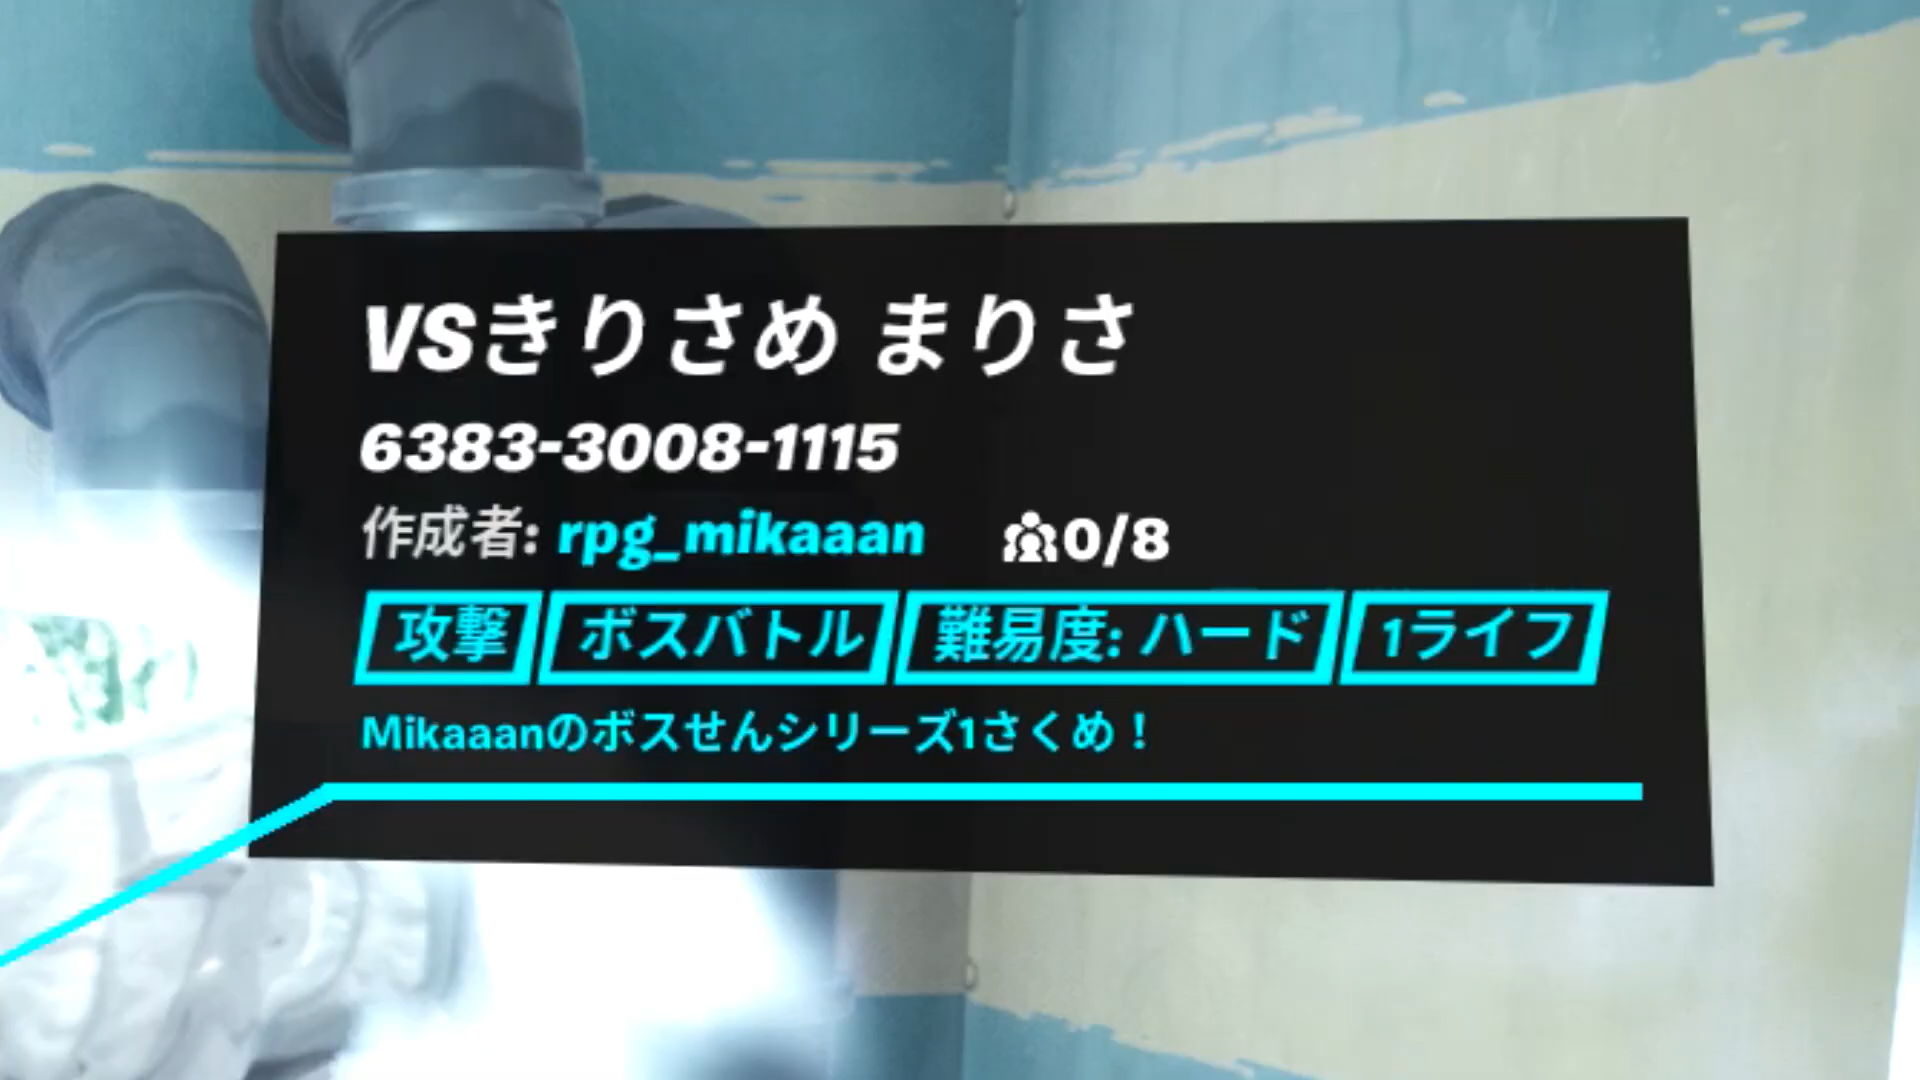 VSきりさめ まりさ
6383-3008-1115
作成者: rpg_mikaaan 0/8
攻撃 ボスバトル 難易度: ハード 1ライフ
Mikaaanのボスせんシリーズ1さくめ！